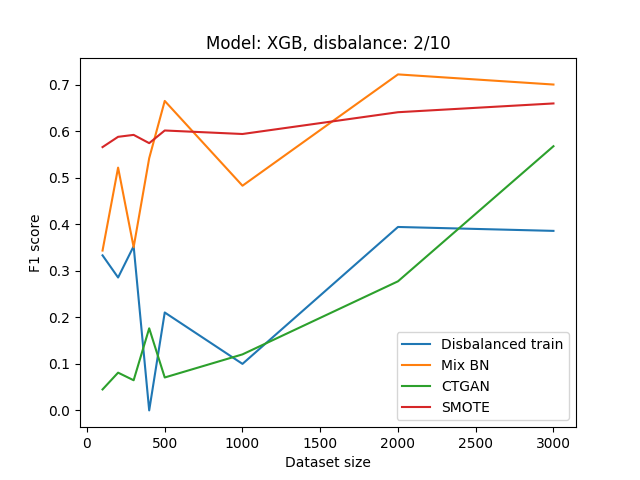 Model: XGB, disbalance: 2/10
F1 score
0.7
0.6
0.5
0.4
0.3
0.2
0.1
0.0
Disbalanced train
Mix BN
CTGAN
SMOTE
0 500 1000 1500 2000 2500 3000
Dataset size